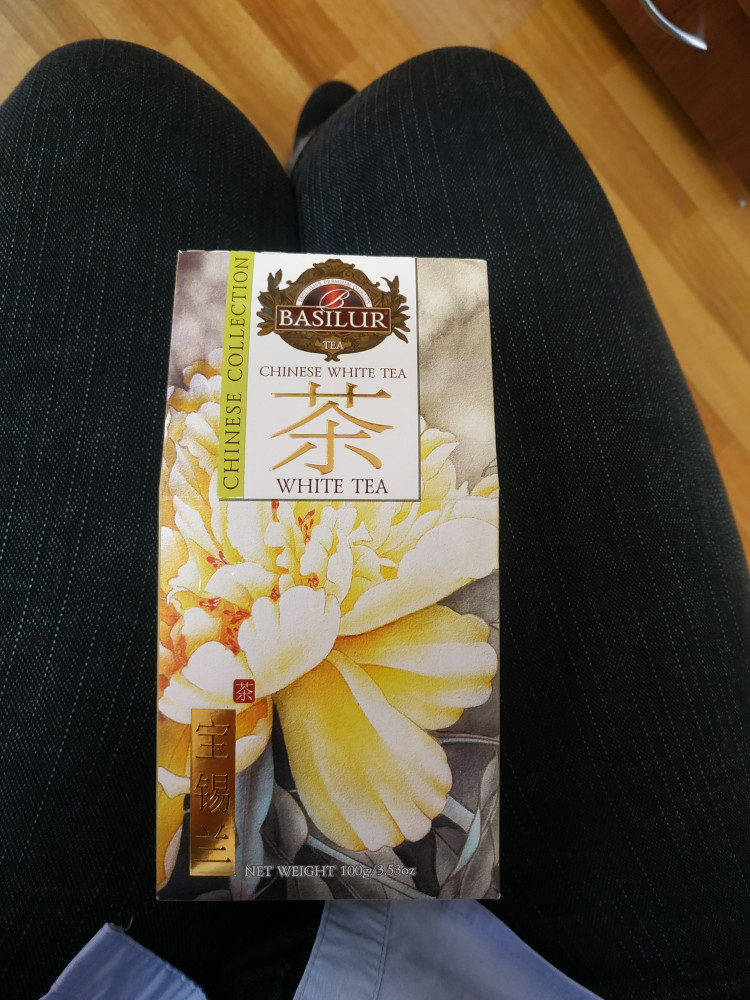 CHINESE COLLECTION
B
BASILUR
TEA
CHINESE WHITE TEA
茶
WHITE TEA
茶
宝
锡
兰
NET WEIGHT 100g/3.53oz